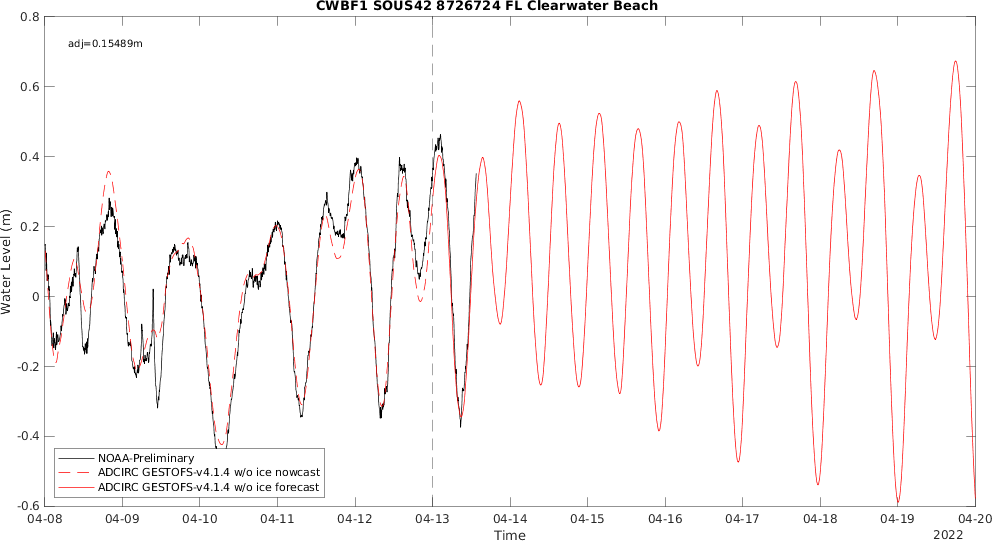 CWBF1 SOUS42 8726724 FL Clearwater Beach
0.8
adj=0.15489m
0.6
0.4
0.2
0
-0.2
-0.4
-0.6
Water Level (m)
NOAA-Preliminary
ADCIRC GESTOFS-v4.1.4 w/o ice nowcast
ADCIRC GESTOFS-v4.1.4 w/o ice forecast
04-08 04-09 04-10 04-11 04-12 04-13 04-14 04-15 04-16 04-17 04-18 04-19 04-20
Time
2022